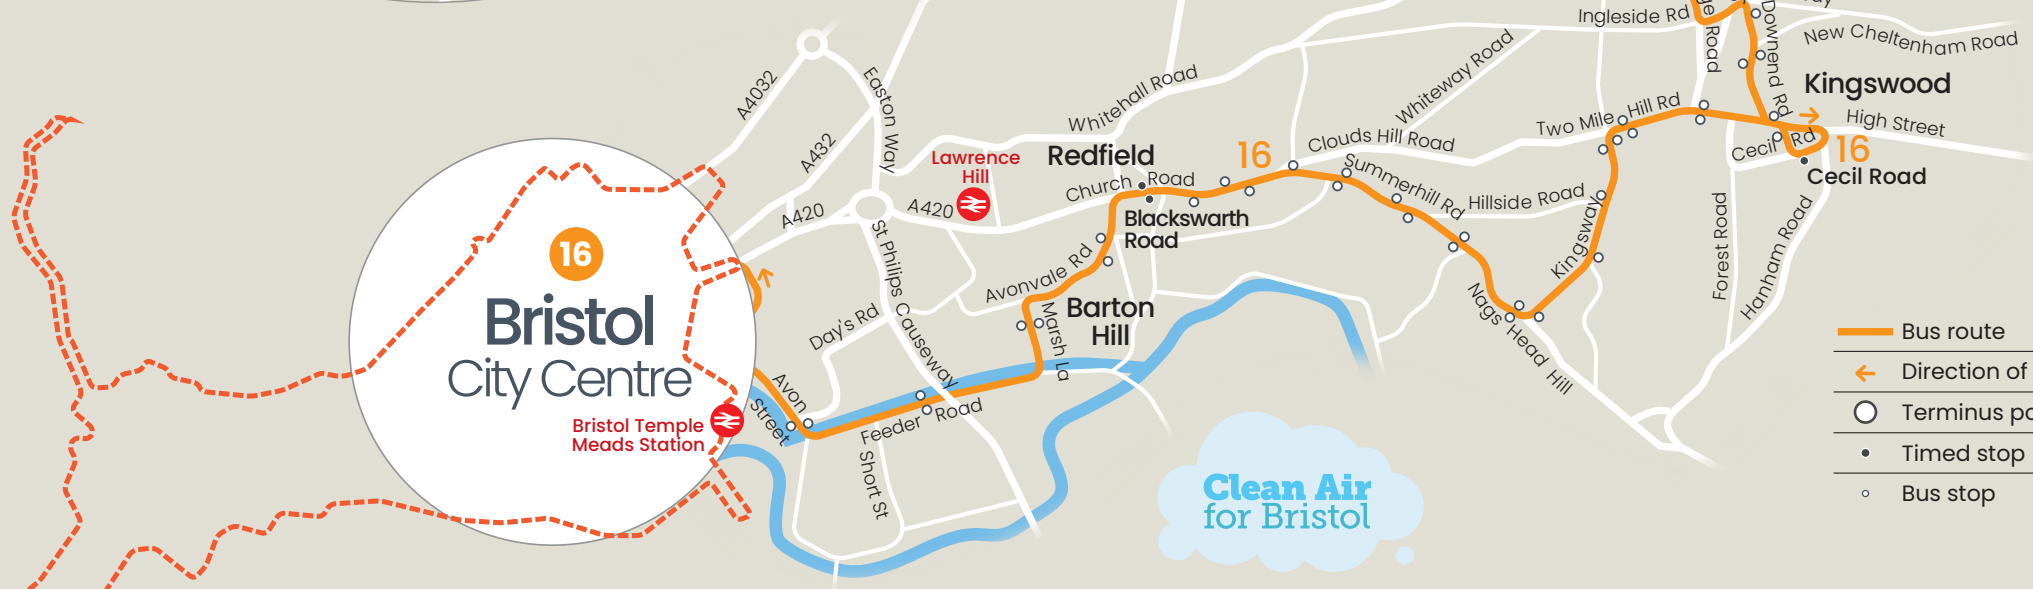 Ingleside Rd
ge Road
Downend Rd
New Cheltenham Road
Kingswood
High Street
16
Cecil Rd
Cecil Road
Two Mile Hill Rd
Whiteway Road
Clouds Hill Road
Whitehall Road
16
Summerhill Rd
Hillside Road
Kingsway
Forest Road
Hanham Road
Nags Head Hill
A4032
Easton Way
A432
Lawrence
Hill
Redfield
Church Road
Blackswarth
Road
A420
A420
St Philips Causeway
Avonvale Rd
Barton
Hill
Marsh La
Day's Rd
16
Bristol
City Centre
Bristol Temple
Meads Station
Avon
Street
Feeder Road
Short St
Clean Air
for Bristol
Bus route
Direction of
Terminus po
Timed stop
Bus stop